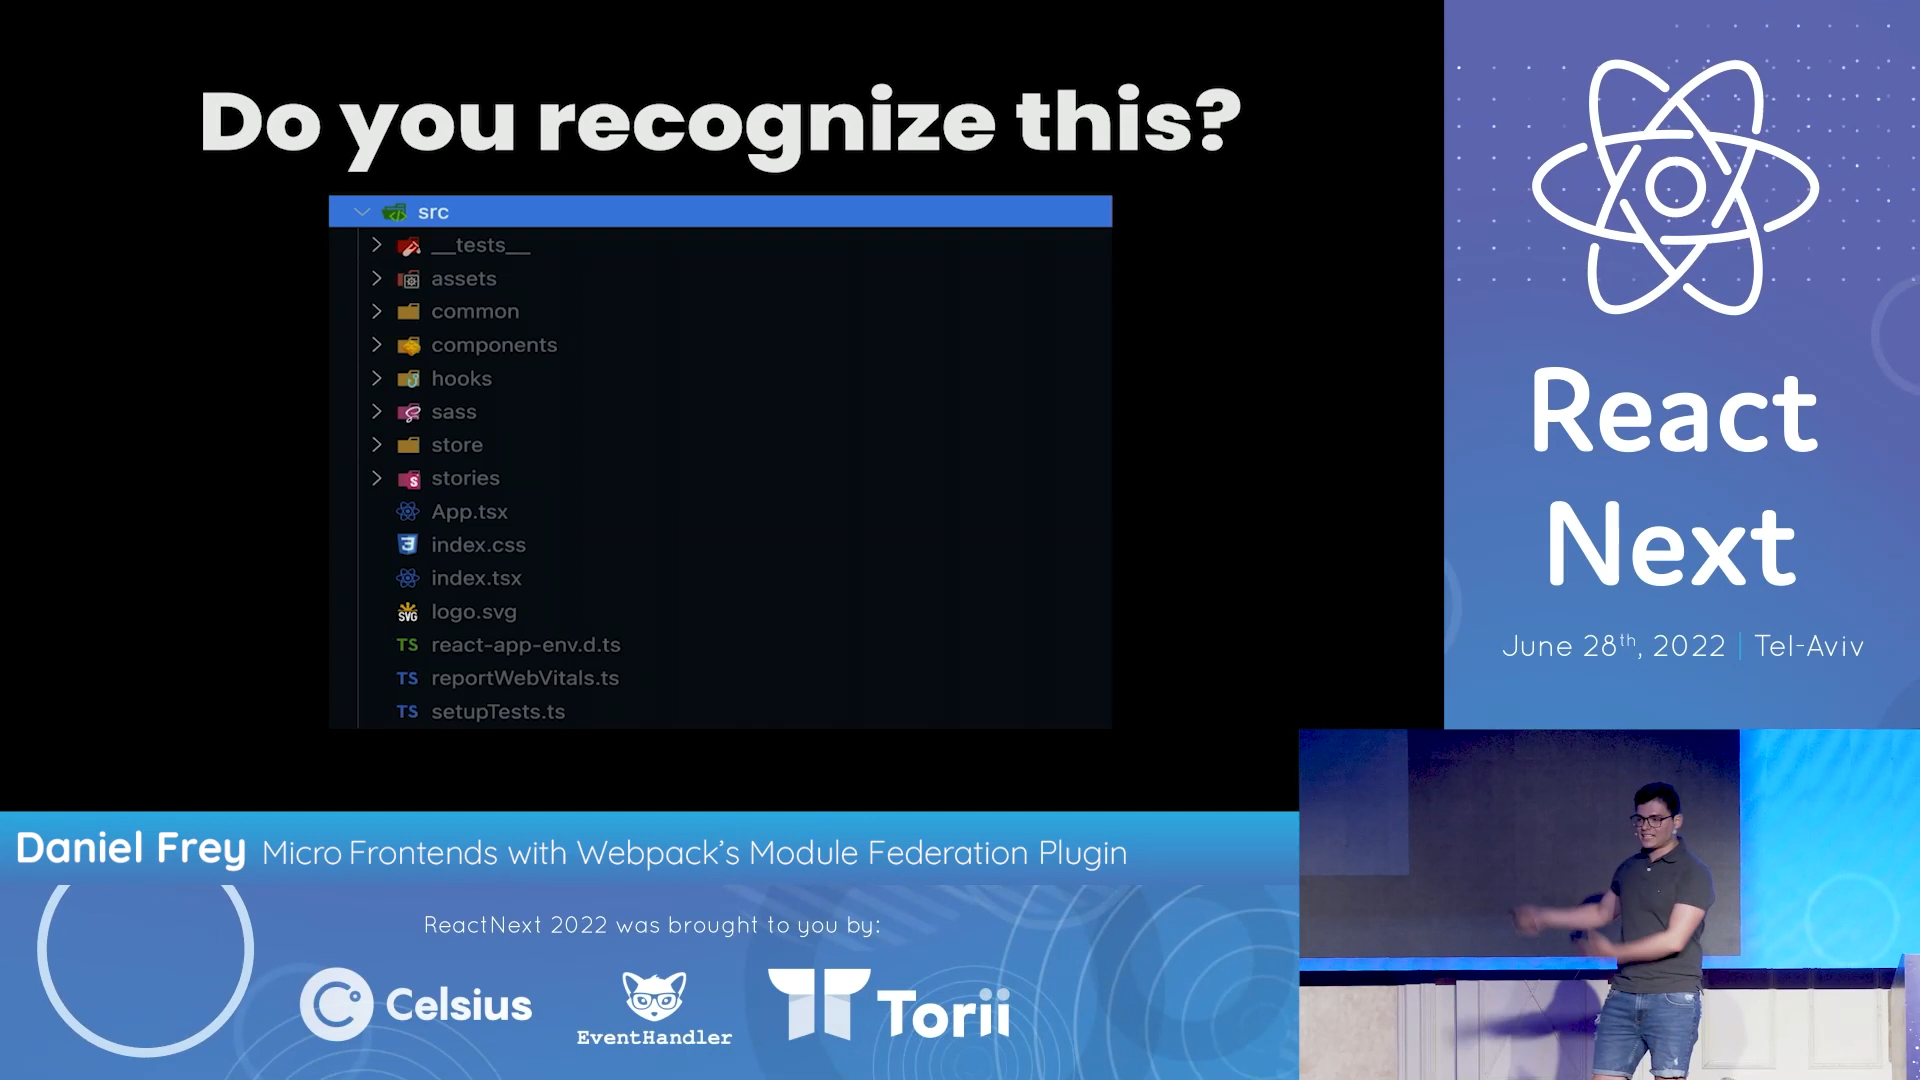 Do you recognize this?
src
__tests__
assets
common
components
hooks
sass
store
stories
App.tsx
index.css
index.tsx
SVG logo.svg
TS react-app-env.d.ts
TS reportWebVitals.ts
TS setupTests.ts
React
Next
June 28th, 2022 | Tel-Aviv
Daniel Frey Micro Frontends with Webpack's Module Federation Plugin
ReactNext 2022 was brought to you by:
Celsius
EventHandler
Torii